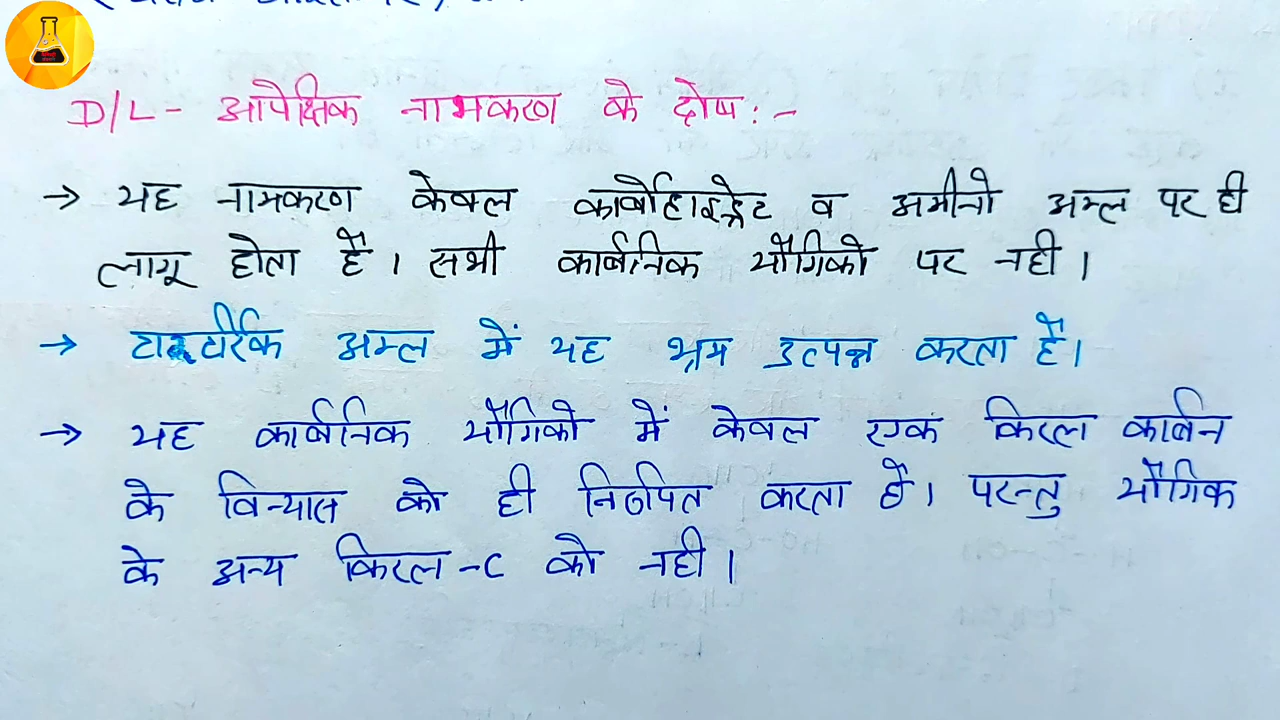 D/L- आपेक्षिक नामकरण के दोष:-
→ यह नामकरण केवल कार्बोहाइड्रेट व अमीनो अम्ल पर ही
लागू होता है। सभी कार्बनिक यौगिको पर नही।
→ टारटरिक अम्ल में यह भ्रम उत्पन्न करता है।
→ यह कार्बनिक यौगिको में केवल एक किरल कार्बन
के विन्यास को ही निरुपित करता है। परन्तु यौगिक
के अन्य किरल-C को नही।